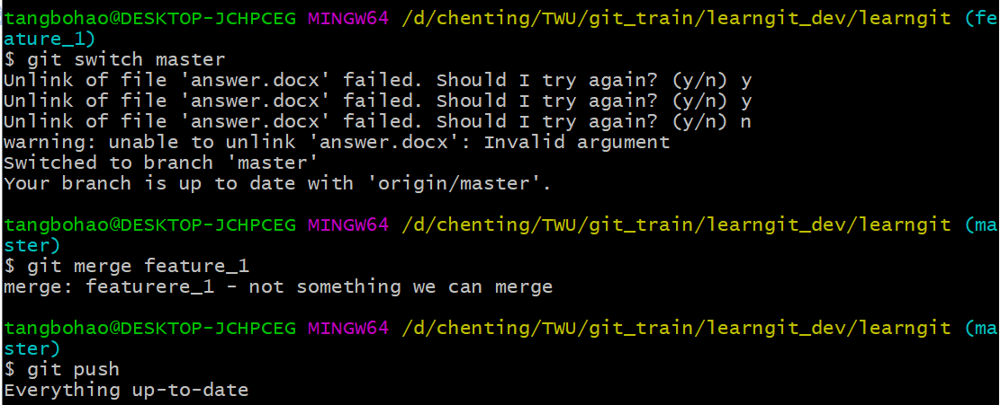 tangbohao@DESKTOP-JCHPCEG MINGW64 /d/chenting/TWU/git_train/learngit_dev/learngit (fe
ature_1)
$ git switch master
Unlink of file 'answer.docx' failed. Should I try again? (y/n) y
Unlink of file 'answer.docx' failed. Should I try again? (y/n) y
Unlink of file 'answer.docx' failed. Should I try again? (y/n) n
warning: unable to unlink 'answer.docx': Invalid argument
Switched to branch 'master'
Your branch is up to date with 'origin/master'.
tangbohao@DESKTOP-JCHPCEG MINGW64 /d/chenting/TWU/git_train/learngit_dev/learngit (ma
ster)
$ git merge feature_1
merge: featurere_1 - not something we can merge
tangbohao@DESKTOP-JCHPCEG MINGW64 /d/chenting/TWU/git_train/learngit_dev/learngit (ma
ster)
$ git push
Everything up-to-date